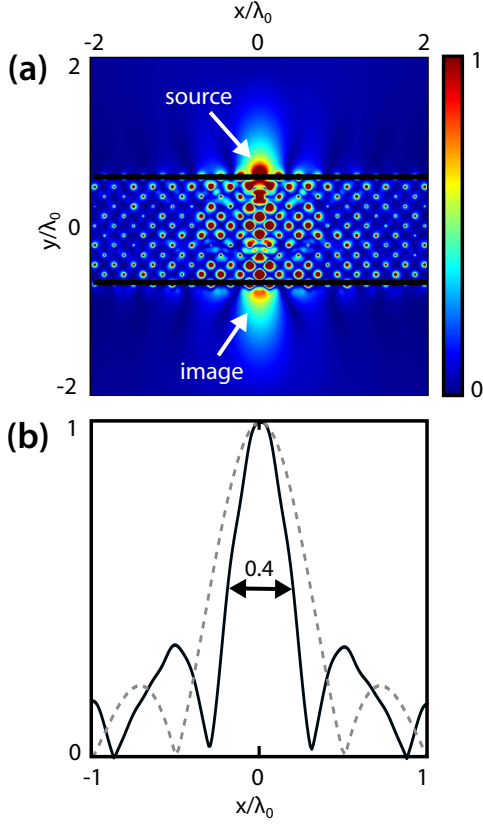 x/λ₀
-2 0 2
(a)
2
1
source
y/λ₀
0
image
-2
0
(b)
1
0.4
0
-1 0 1
x/λ₀